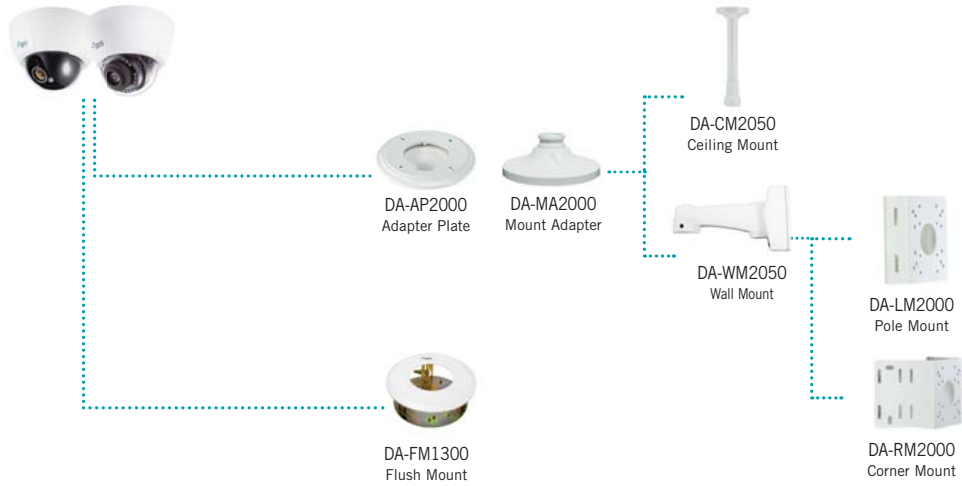 DA-CM2050
Ceiling Mount
DA-AP2000
Adapter Plate
DA-MA2000
Mount Adapter
DA-WM2050
Wall Mount
DA-LM2000
Pole Mount
DA-FM1300
Flush Mount
DA-RM2000
Corner Mount